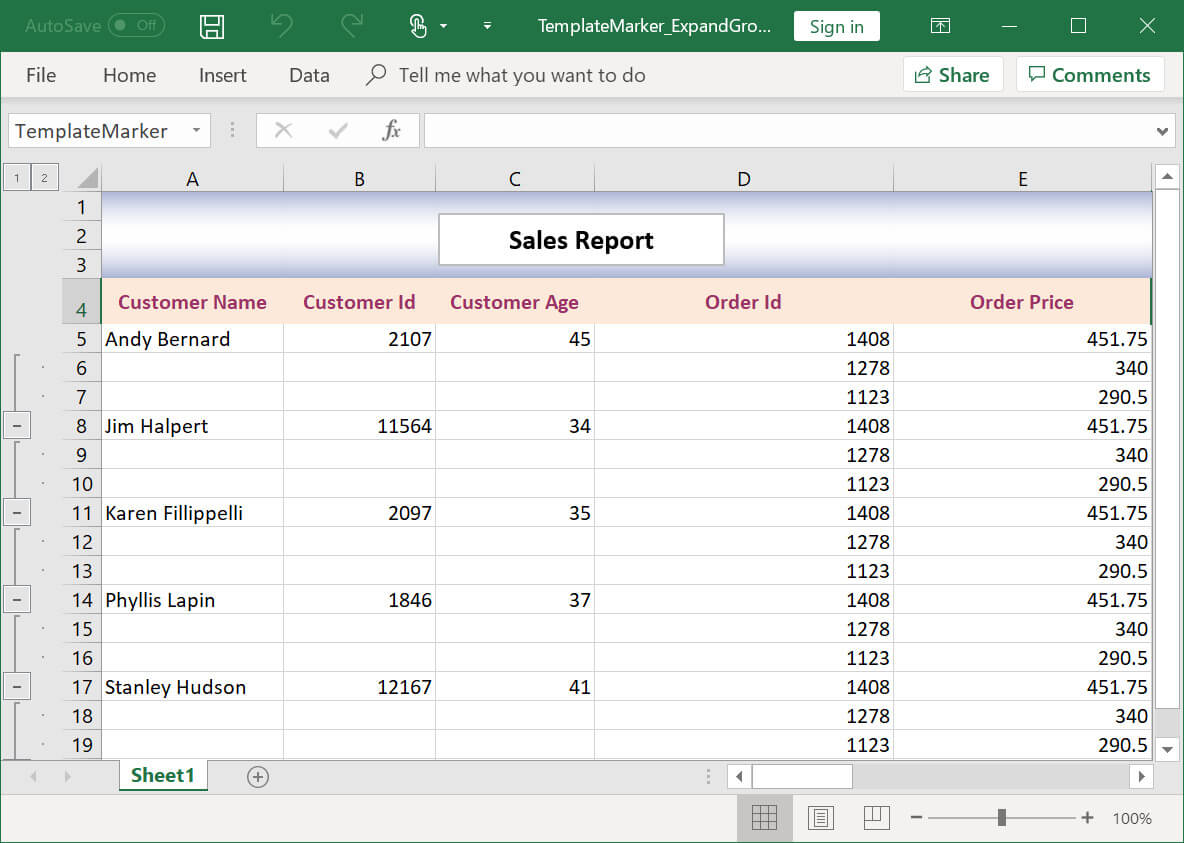 AutoSave Off TemplateMarker_ExpandGro... Sign in
File Home Insert Data Tell me what you want to do Share Comments
TemplateMarker fx
1 2 A B C D E
1
2 Sales Report
3
4 Customer Name Customer Id Customer Age Order Id Order Price
5 Andy Bernard 2107 45 1408 451.75
6 1278 340
7 1123 290.5
8 Jim Halpert 11564 34 1408 451.75
9 1278 340
10 1123 290.5
11 Karen Fillippelli 2097 35 1408 451.75
12 1278 340
13 1123 290.5
14 Phyllis Lapin 1846 37 1408 451.75
15 1278 340
16 1123 290.5
17 Stanley Hudson 12167 41 1408 451.75
18 1278 340
19 1123 290.5
Sheet1
100%